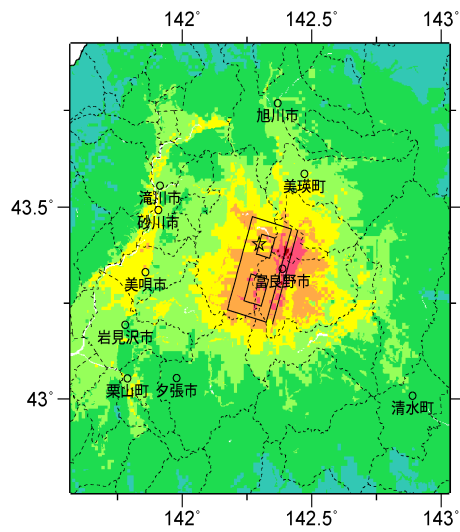 142˚ 142.5˚ 143˚
旭川市
美瑛町
滝川市
43.5˚
砂川市
富良野市
美唄市
岩見沢市
栗山町 夕張市
43˚
清水町
142˚ 142.5˚ 143˚